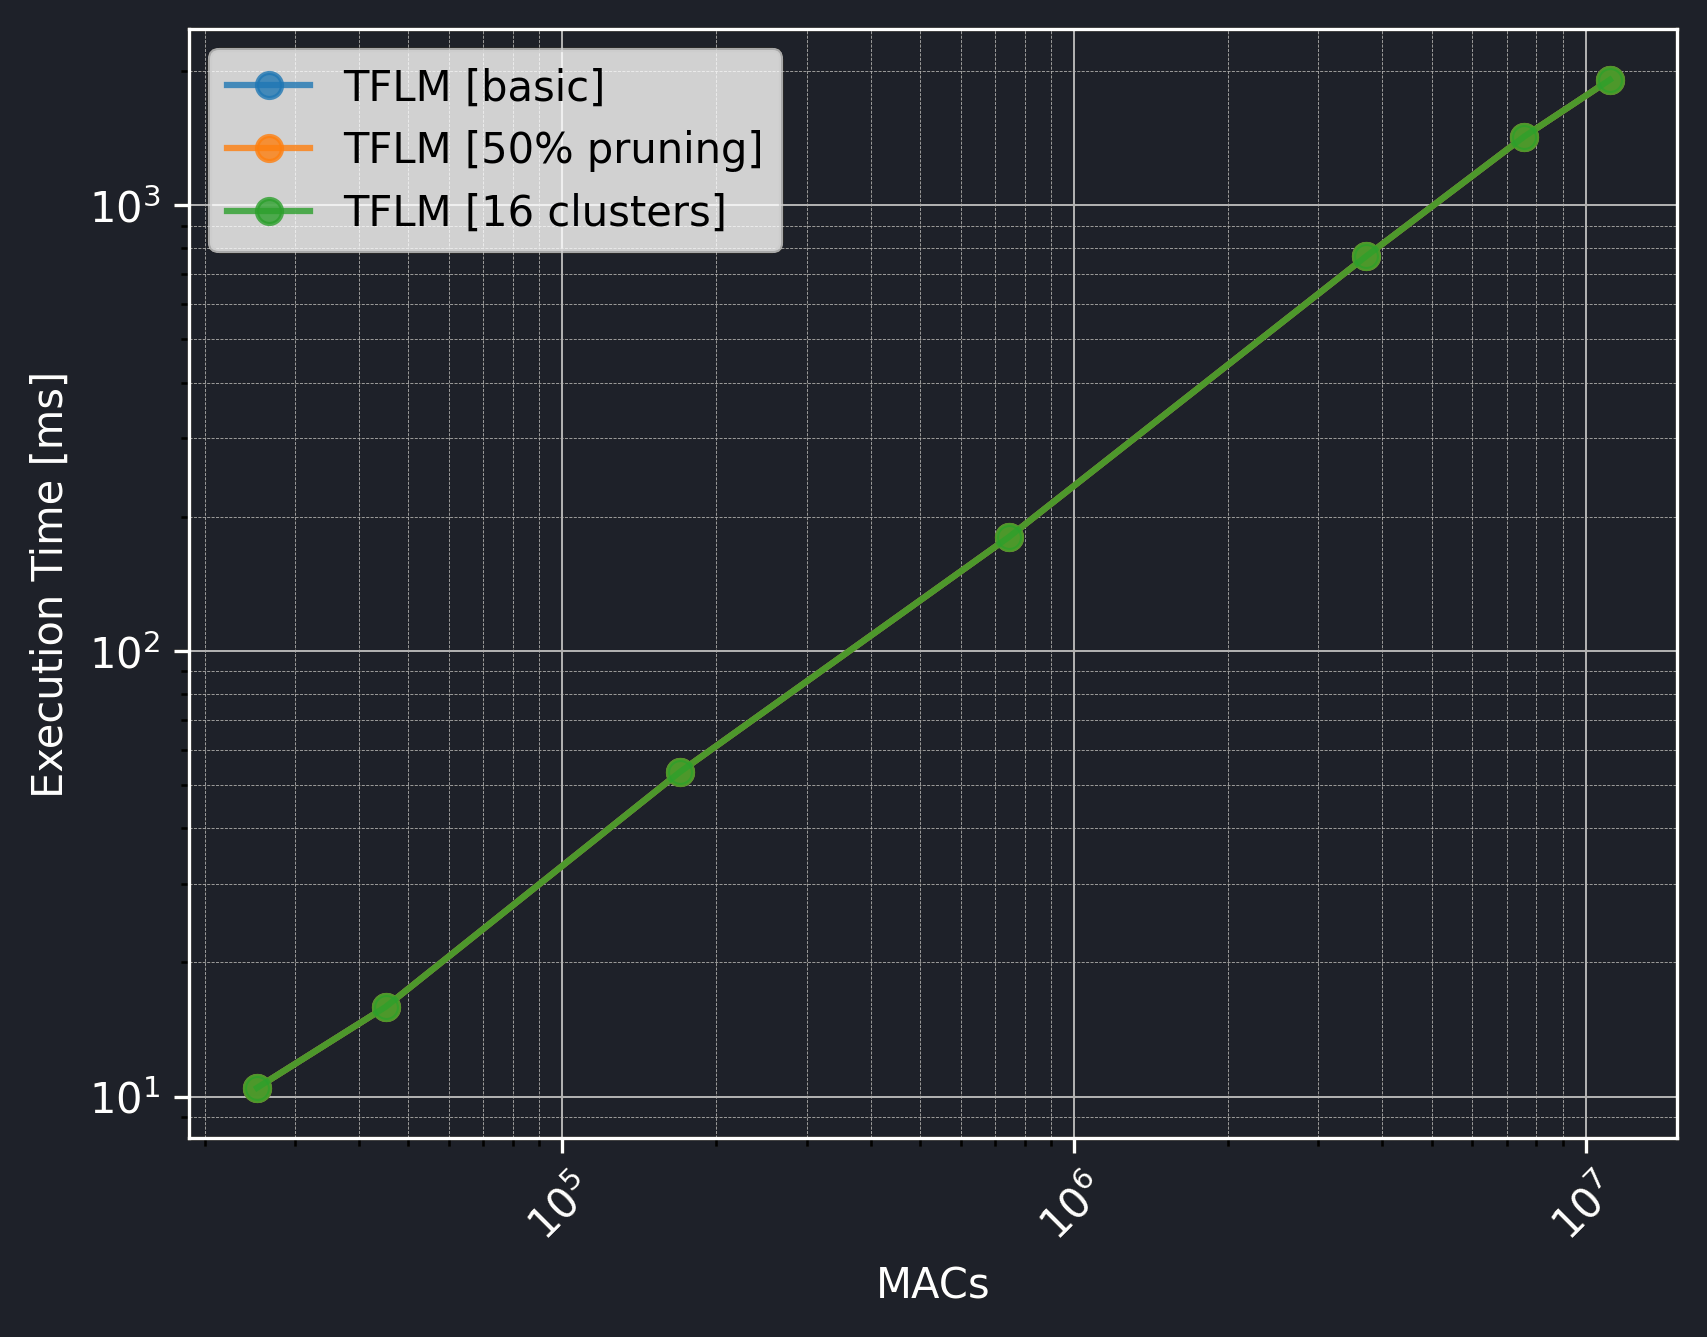 TFLM [basic]
TFLM [50% pruning]
TFLM [16 clusters]
Execution Time [ms]
10³
10²
10¹
10⁵
10⁶
10⁷
MACs